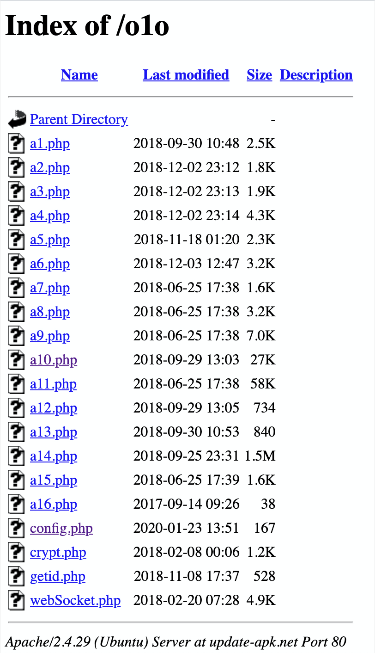 Index of /o1o
Name Last modified Size Description
Parent Directory -
a1.php 2018-09-30 10:48 2.5K
a2.php 2018-12-02 23:12 1.8K
a3.php 2018-12-02 23:13 1.9K
a4.php 2018-12-02 23:14 4.3K
a5.php 2018-11-18 01:20 2.3K
a6.php 2018-12-03 12:47 3.2K
a7.php 2018-06-25 17:38 1.6K
a8.php 2018-06-25 17:38 3.2K
a9.php 2018-06-25 17:38 7.0K
a10.php 2018-09-29 13:03 27K
a11.php 2018-06-25 17:38 58K
a12.php 2018-09-29 13:05 734
a13.php 2018-09-30 10:53 840
a14.php 2018-09-25 23:31 1.5M
a15.php 2018-06-25 17:39 1.6K
a16.php 2017-09-14 09:26 38
config.php 2020-01-23 13:51 167
crypt.php 2018-02-08 00:06 1.2K
getid.php 2018-11-08 17:37 528
webSocket.php 2018-02-20 07:28 4.9K
Apache/2.4.29 (Ubuntu) Server at update-apk.net Port 80